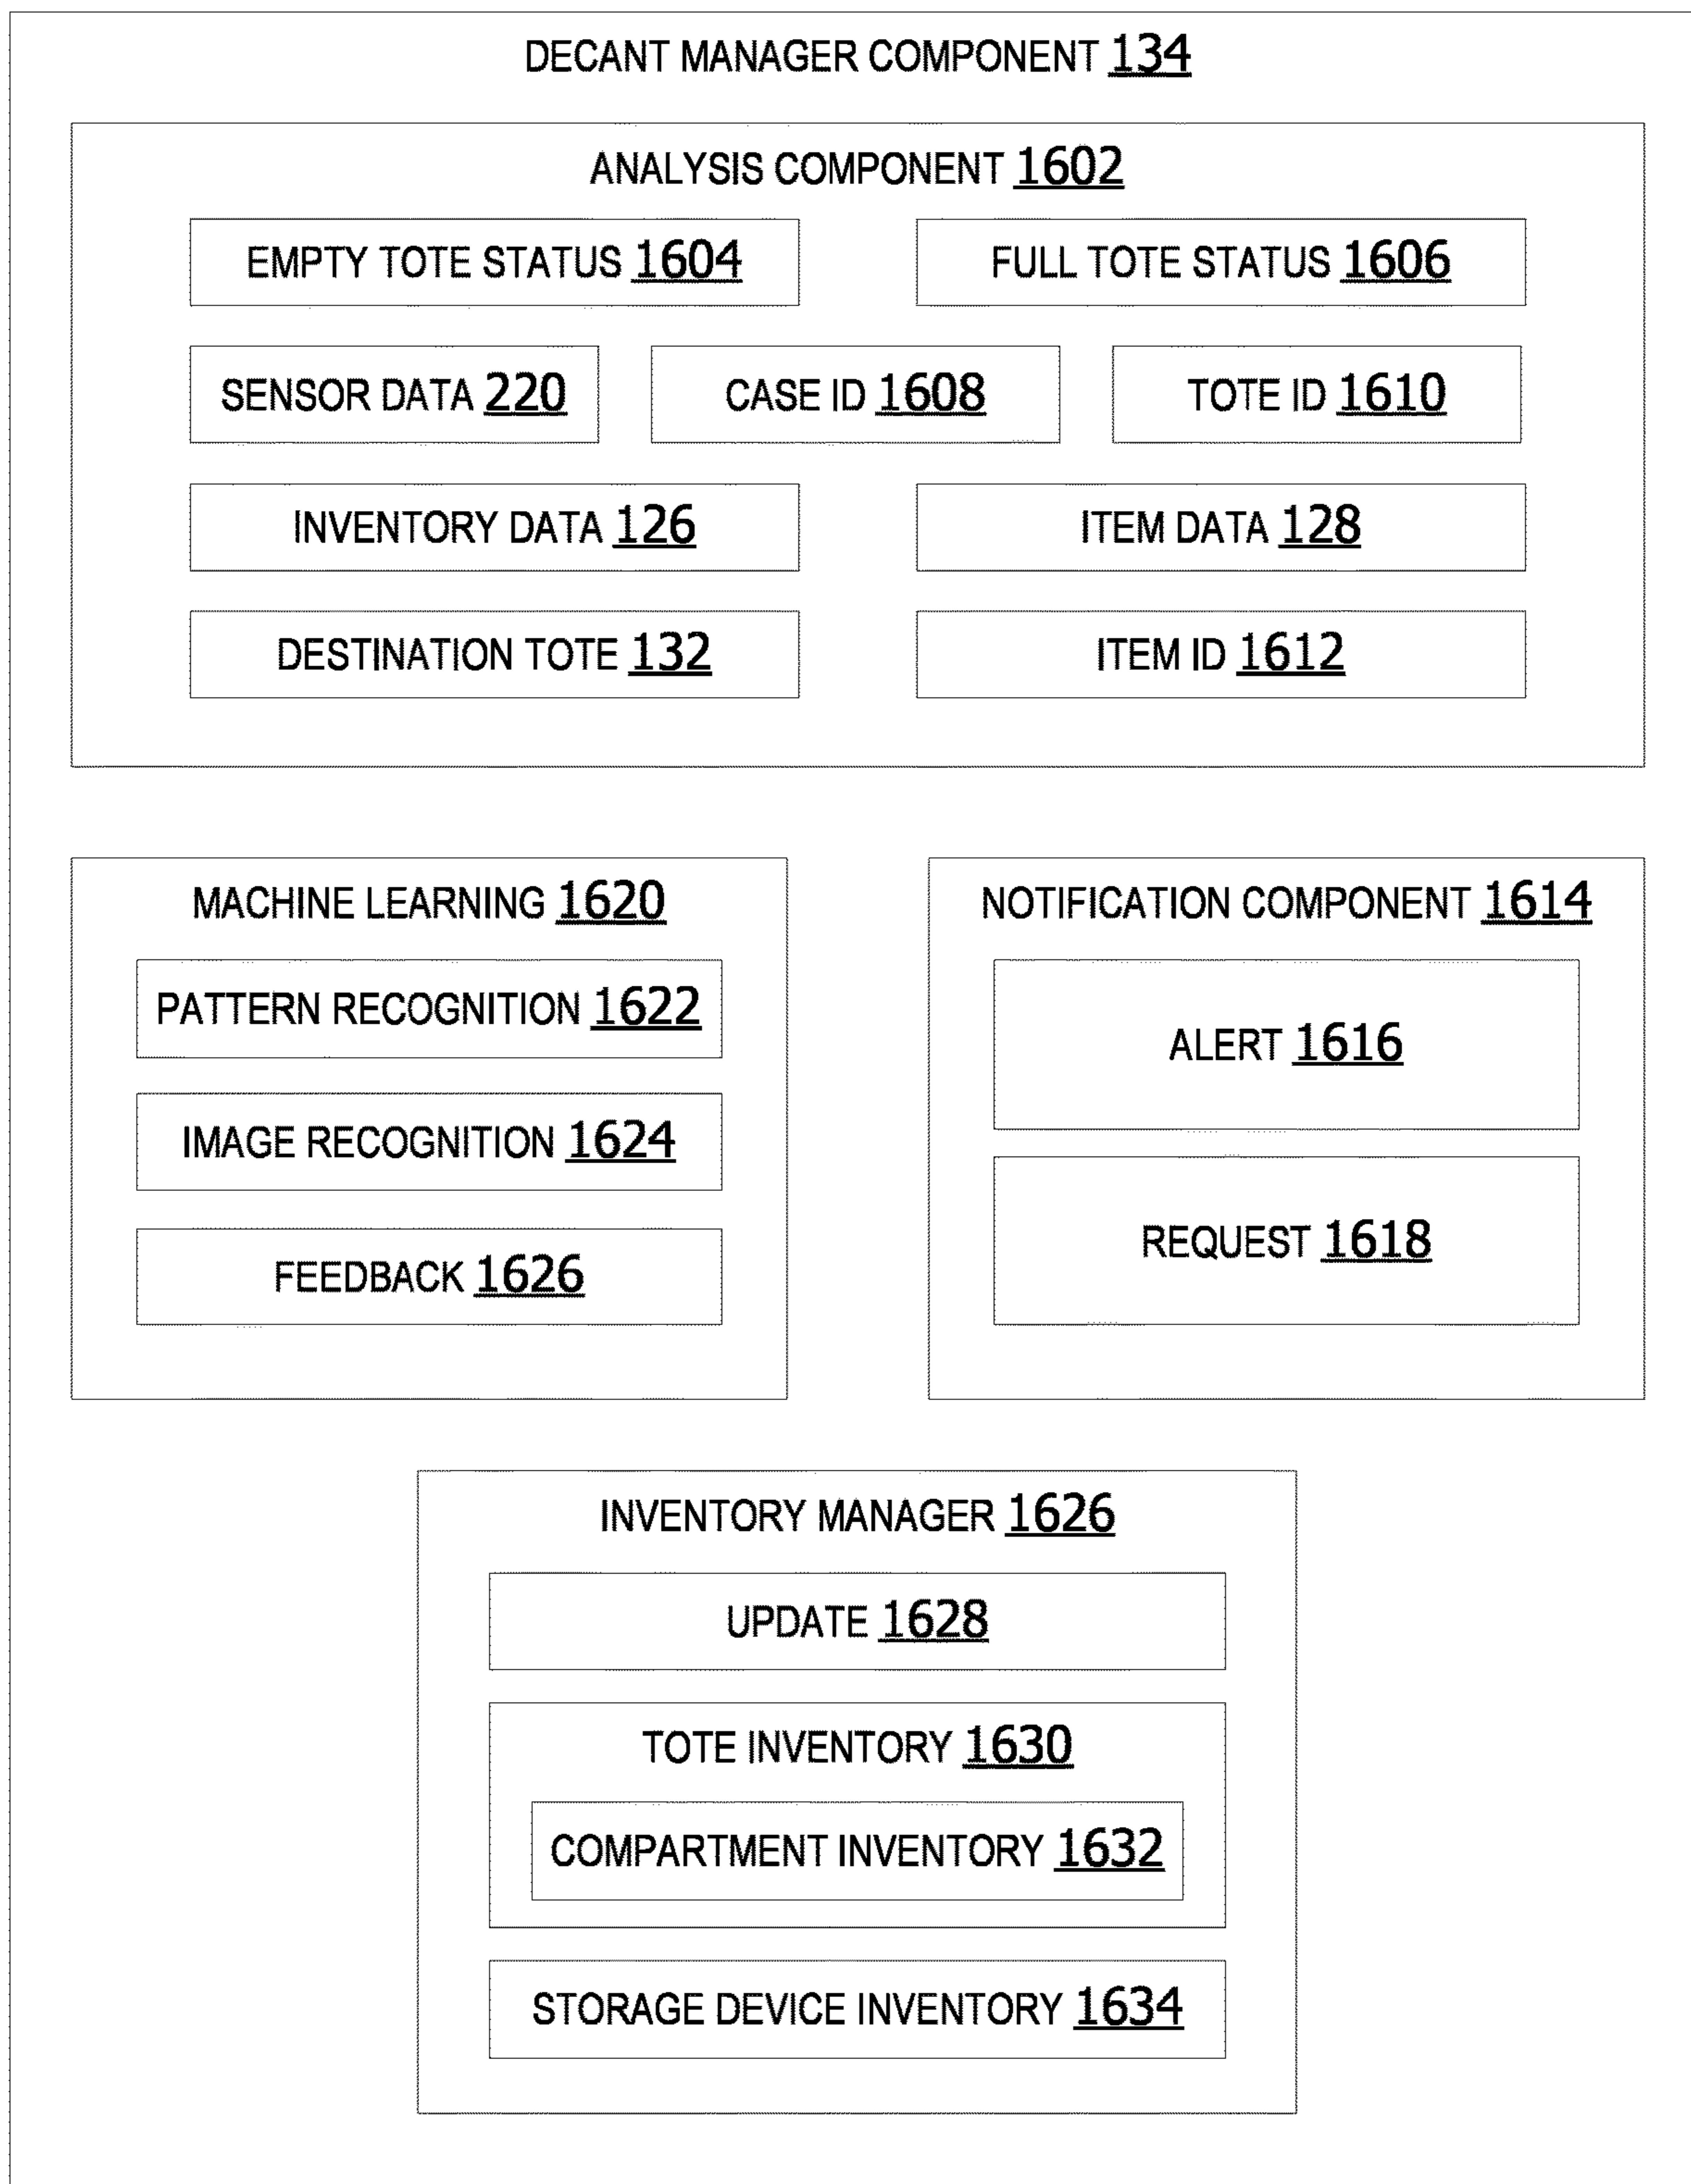 DECANT MANAGER COMPONENT 134
ANALYSIS COMPONENT 1602
EMPTY TOTE STATUS 1604
FULL TOTE STATUS 1606
SENSOR DATA 220
CASE ID 1608
TOTE ID 1610
INVENTORY DATA 126
ITEM DATA 128
DESTINATION TOTE 132
ITEM ID 1612
MACHINE LEARNING 1620
PATTERN RECOGNITION 1622
IMAGE RECOGNITION 1624
FEEDBACK 1626
NOTIFICATION COMPONENT 1614
ALERT 1616
REQUEST 1618
INVENTORY MANAGER 1626
UPDATE 1628
TOTE INVENTORY 1630
COMPARTMENT INVENTORY 1632
STORAGE DEVICE INVENTORY 1634